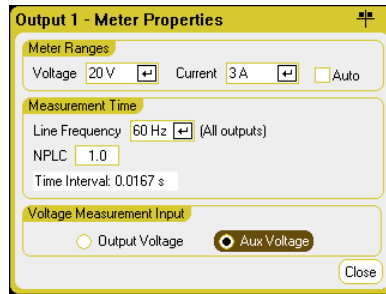 Output 1 - Meter Properties
Meter Ranges
Voltage 20 V Current 3 A Auto
Measurement Time
Line Frequency 60 Hz (All outputs)
NPLC 1.0
Time Interval: 0.0167 s
Voltage Measurement Input
Output Voltage Aux Voltage
Close